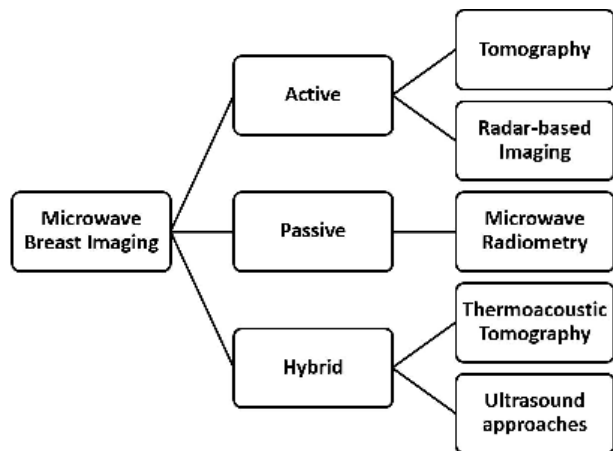 Microwave
Breast Imaging
Active
Tomography
Radar-based
Imaging
Passive
Microwave
Radiometry
Hybrid
Thermoacoustic
Tomography
Ultrasound
approaches